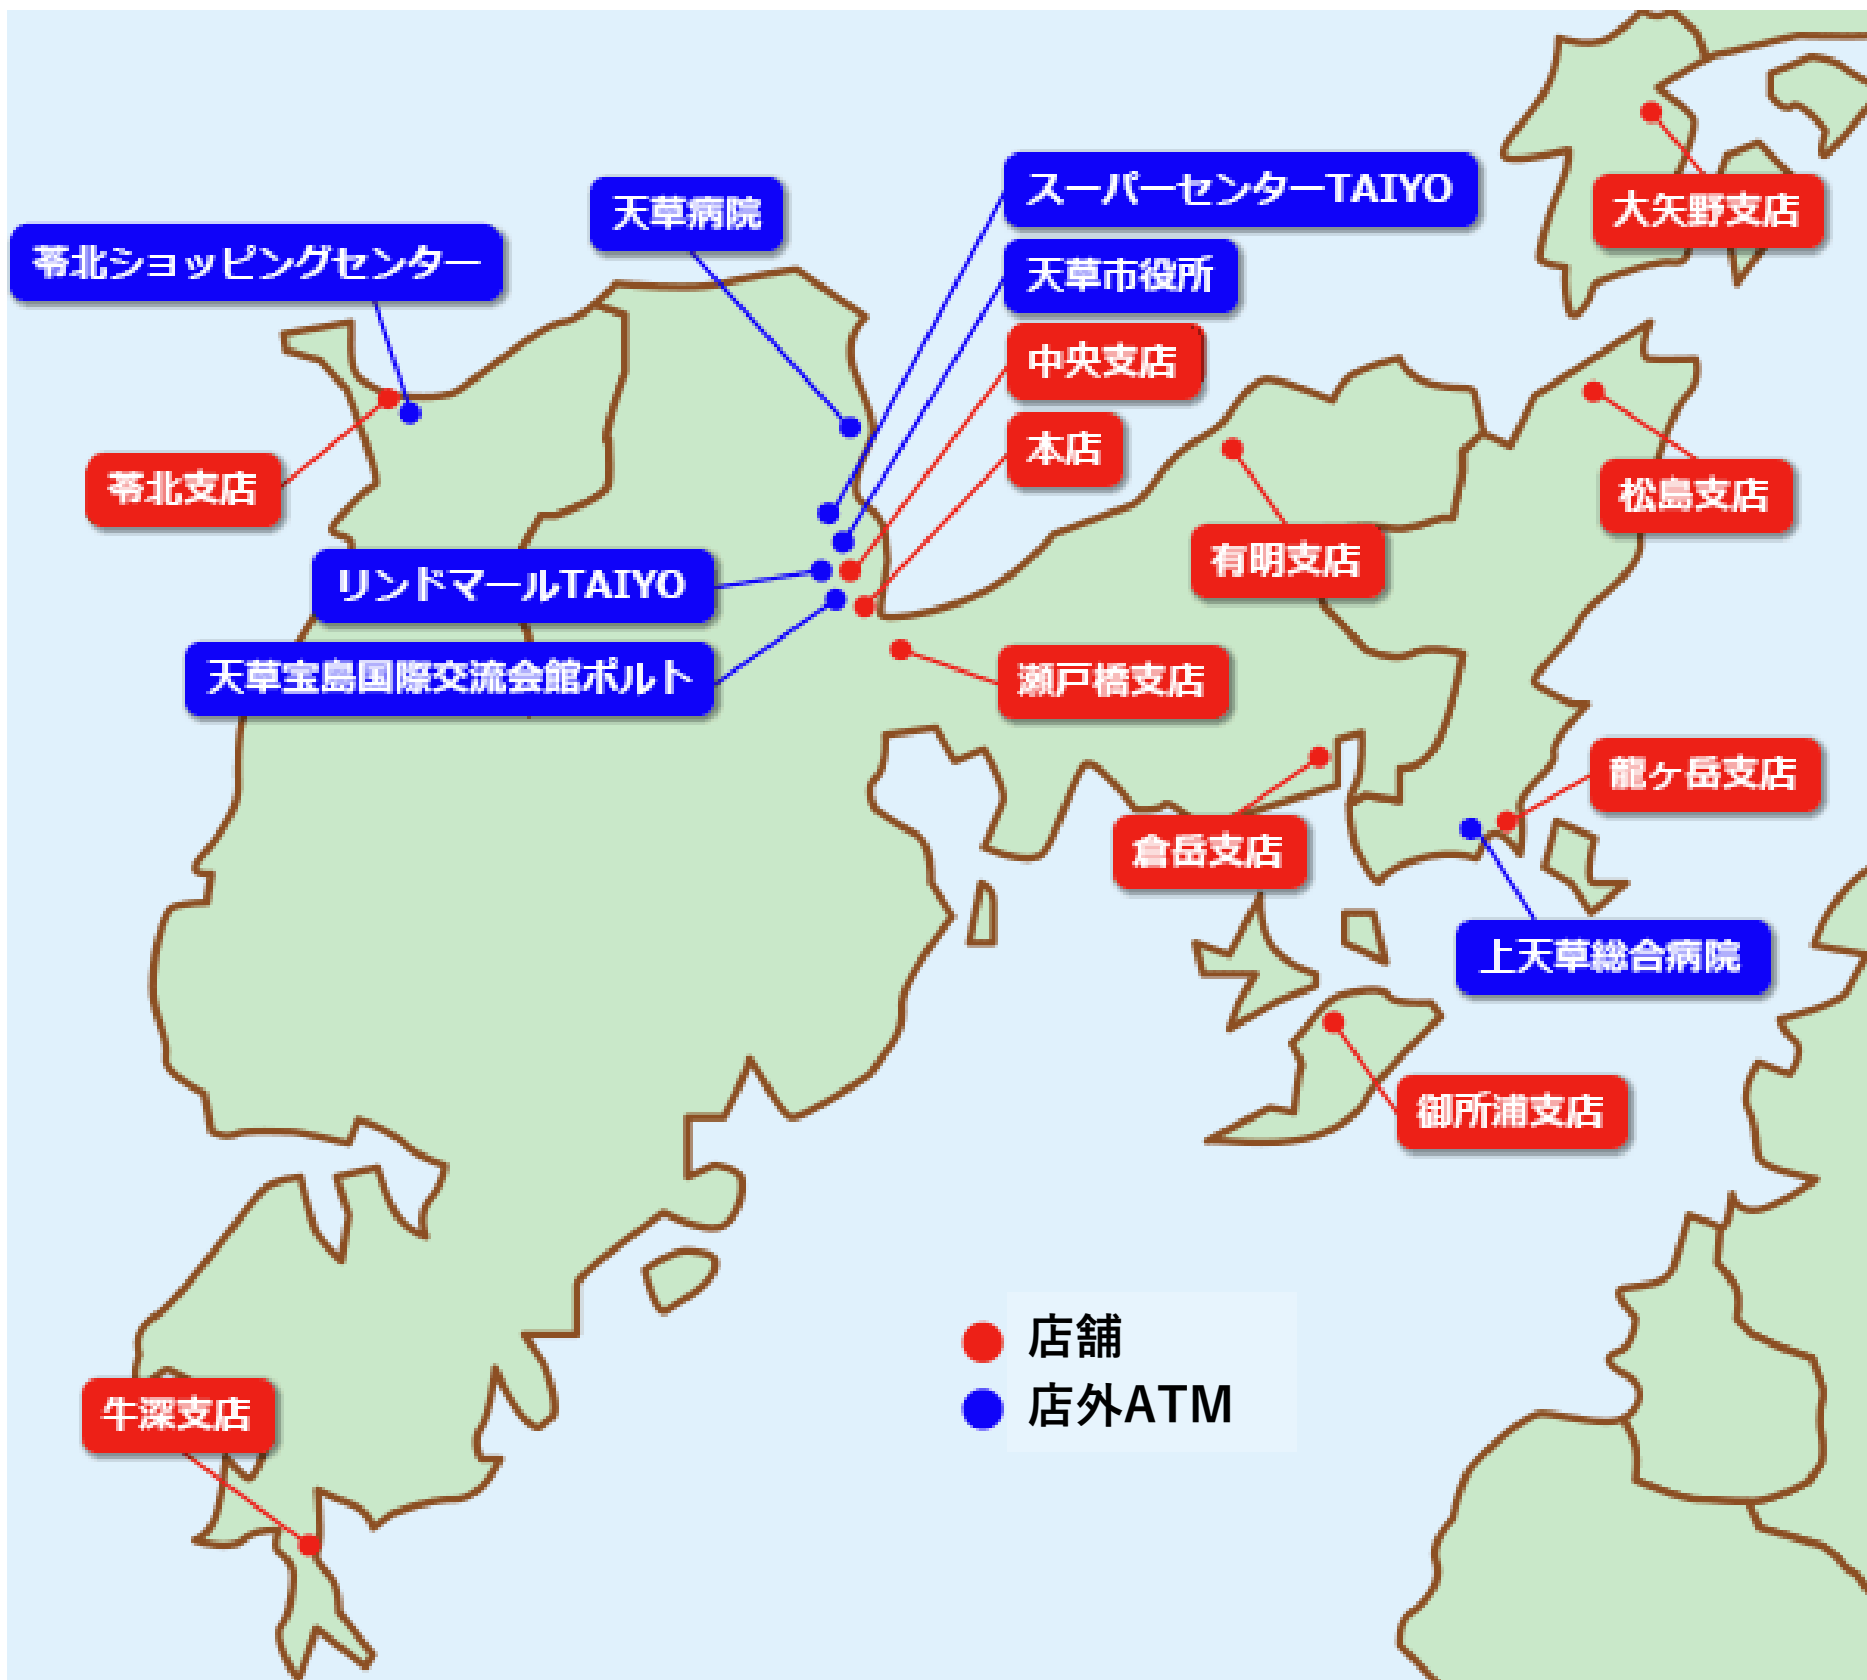 大矢野支店
スーパーセンターTAIYO
天草病院
苓北ショッピングセンター
天草市役所
中央支店
本店
苓北支店
松島支店
有明支店
リンドマールTAIYO
天草宝島国際交流会館ポルト
瀬戸橋支店
龍ヶ岳支店
倉岳支店
上天草総合病院
御所浦支店
店舗
店外ATM
牛深支店